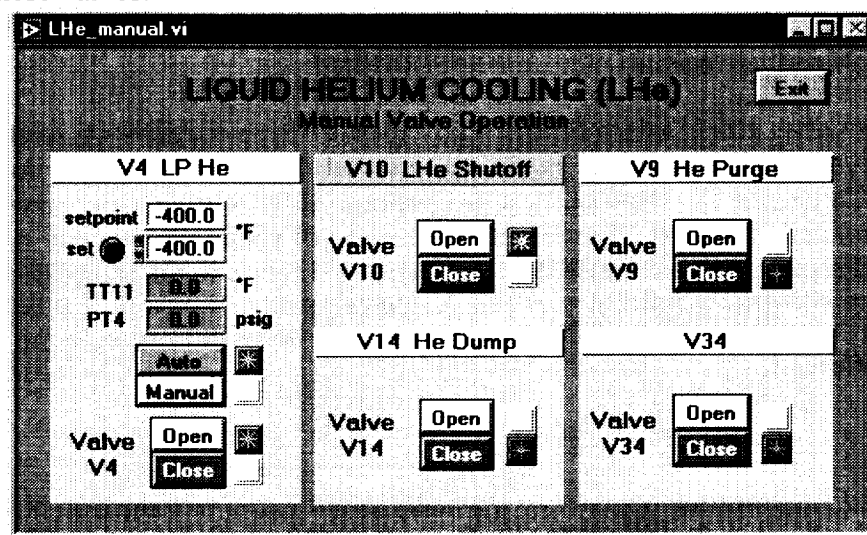 LHe_manual.vi
LIQUID HELIUM COOLING (LHe)
Manual Valve Operation
Exit
V4 LP He
setpoint -400.0 °F
set -400.0
TT11 0.0 °F
PT4 0.0 psig
Auto
Manual
Valve V4
Open
Close
V10 LHe Shutoff
Valve V10
Open
Close
V9 He Purge
Valve V9
Open
Close
V14 He Dump
Valve V14
Open
Close
V34
Valve V34
Open
Close